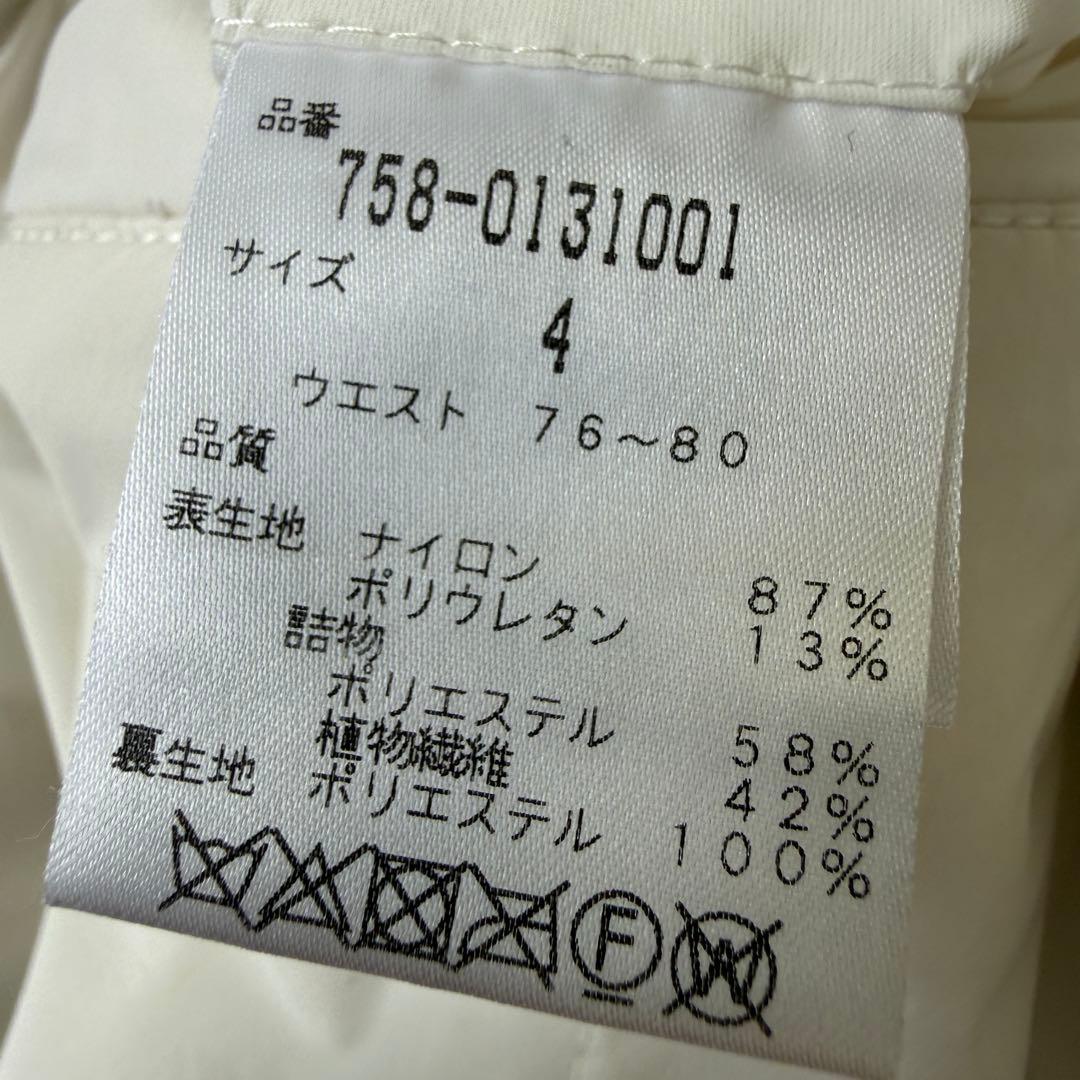 品番
758-0131001
サイズ
4
ウエスト 76~80
品質
表生地 ナイロン 87%
ポリウレタン 13%
詰物
ポリエステル 58%
植物繊維 42%
裏生地 ポリエステル 100%
F
W